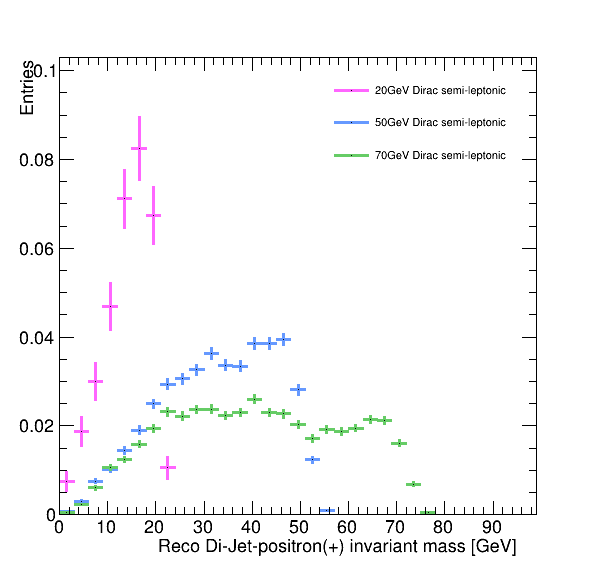 Entries
0.1
0.08
0.06
0.04
0.02
0
20GeV Dirac semi-leptonic
50GeV Dirac semi-leptonic
70GeV Dirac semi-leptonic
0 10 20 30 40 50 60 70 80 90
Reco Di-Jet-positron(+) invariant mass [GeV]